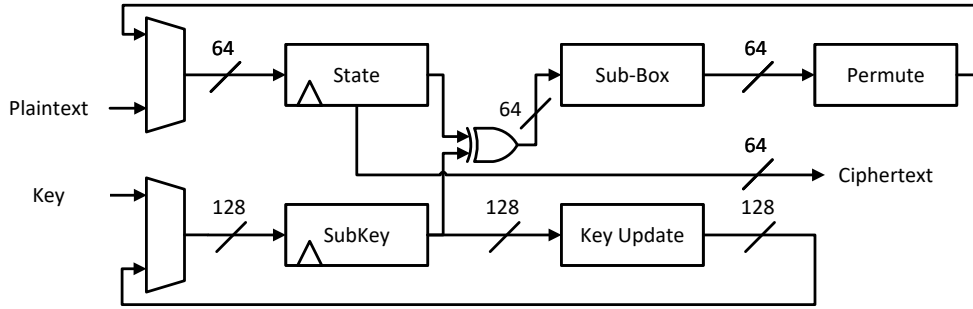 64
State
Sub-Box
64
Permute
Plaintext
64
64
Ciphertext
Key
128
SubKey
128
Key Update
128